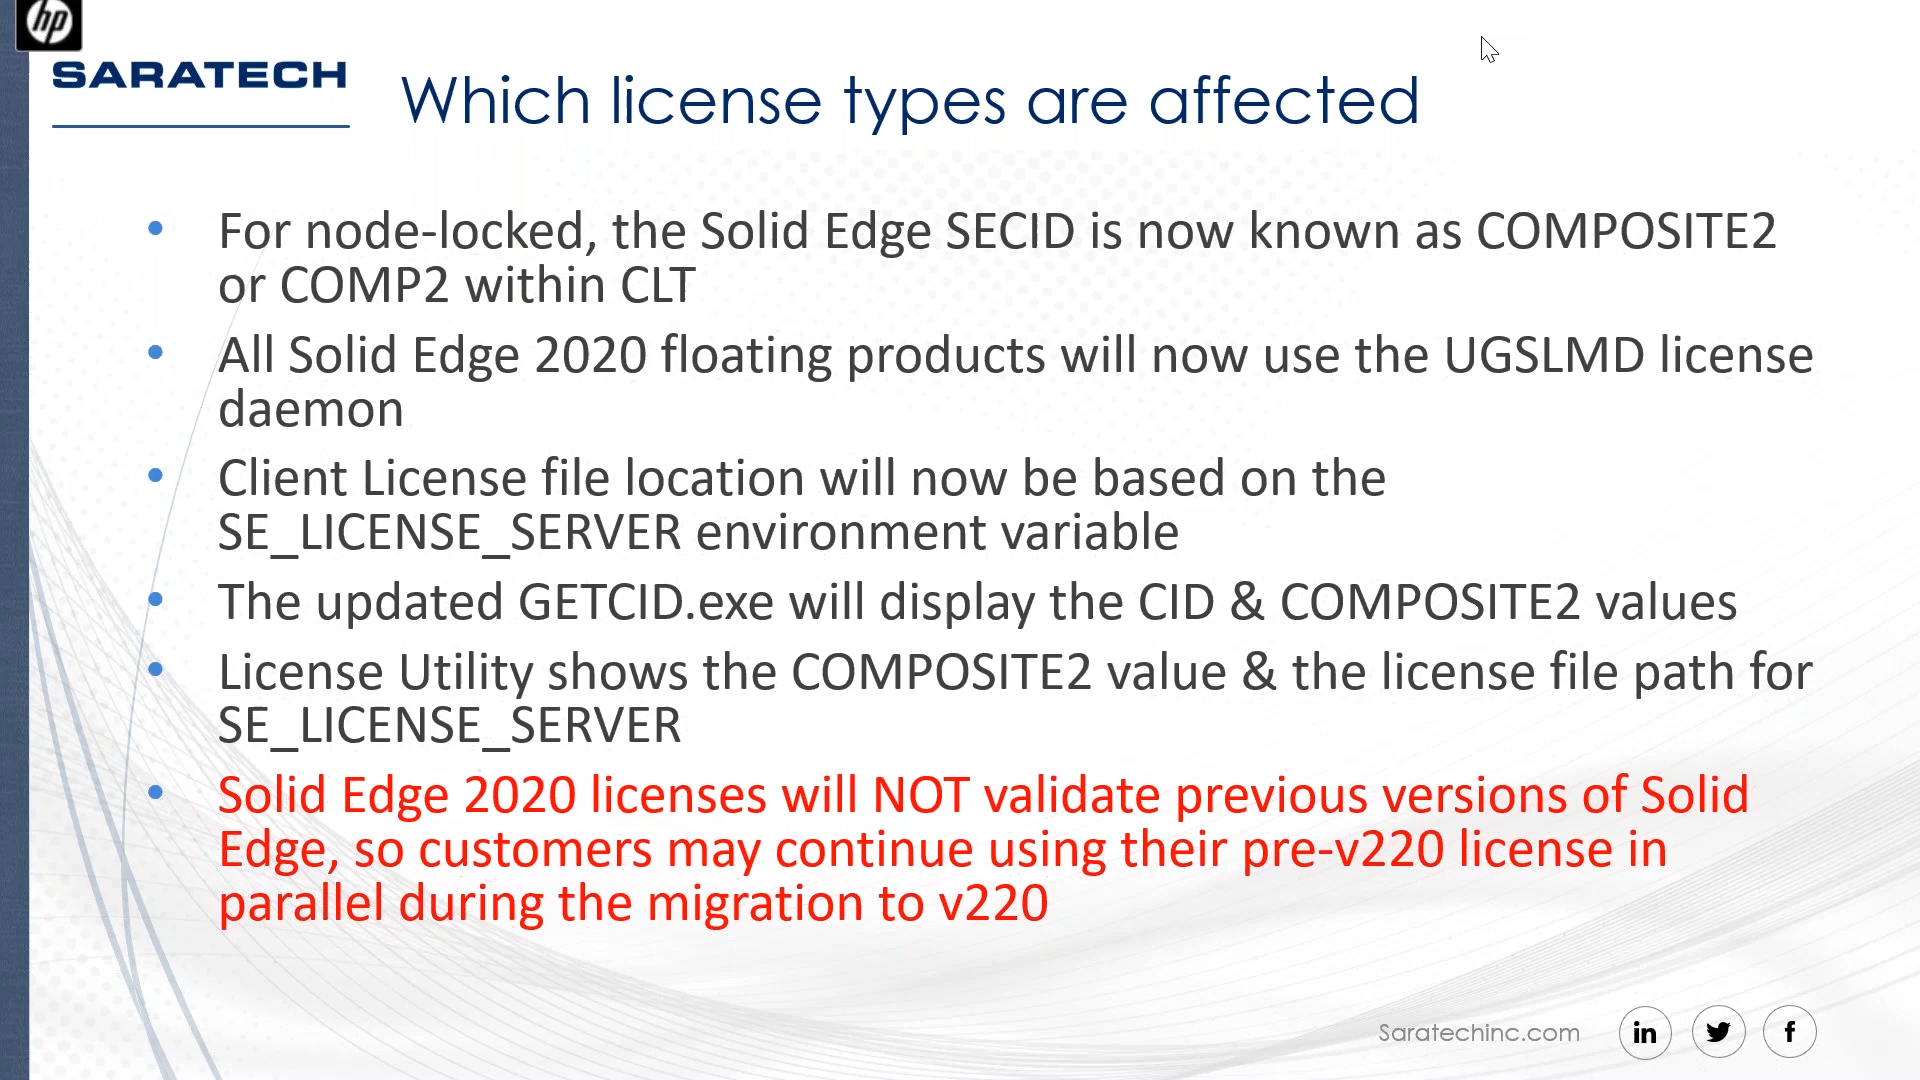 hp
SARATECH
Which license types are affected
• For node-locked, the Solid Edge SECID is now known as COMPOSITE2
or COMP2 within CLT
• All Solid Edge 2020 floating products will now use the UGSLMD license
daemon
• Client License file location will now be based on the
SE_LICENSE_SERVER environment variable
• The updated GETCID.exe will display the CID & COMPOSITE2 values
• License Utility shows the COMPOSITE2 value & the license file path for
SE_LICENSE_SERVER
• Solid Edge 2020 licenses will NOT validate previous versions of Solid
Edge, so customers may continue using their pre-v220 license in
parallel during the migration to v220
Saratechinc.com in f